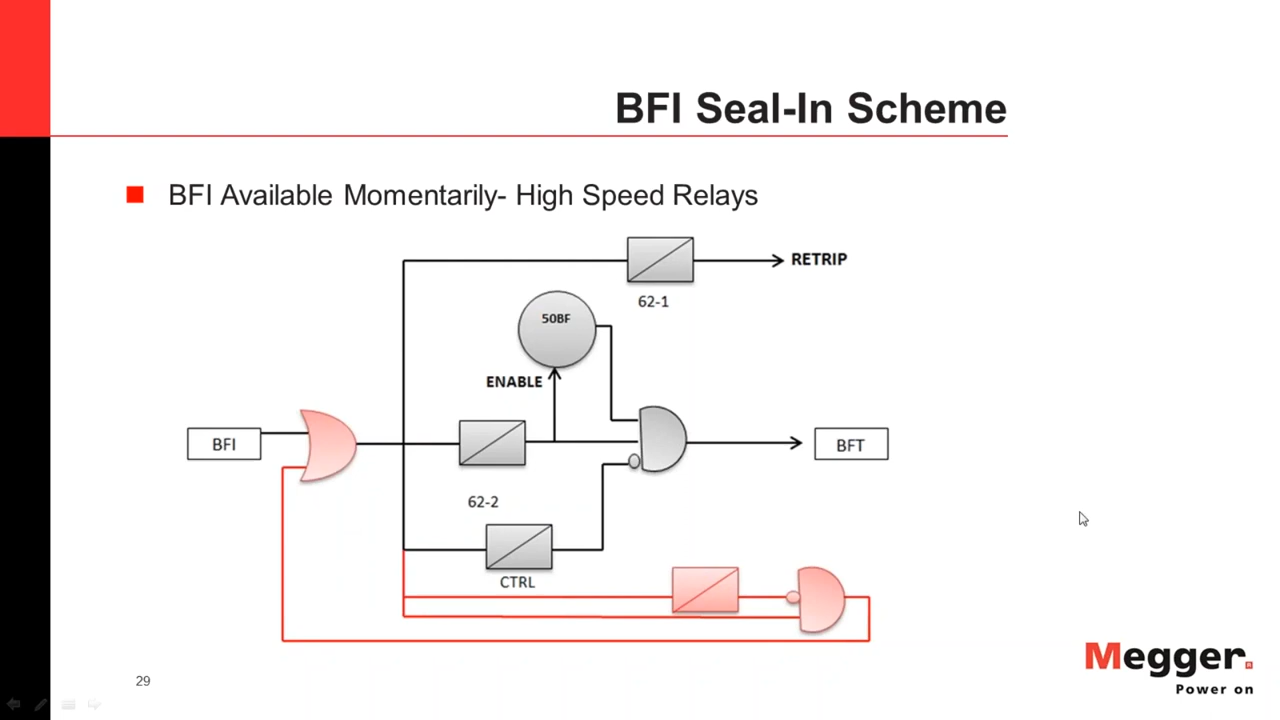 BFI Seal-In Scheme
BFI Available Momentarily- High Speed Relays
RETRIP
62-1
50BF
ENABLE
BFI
BFT
62-2
CTRL
Megger
Power on
29